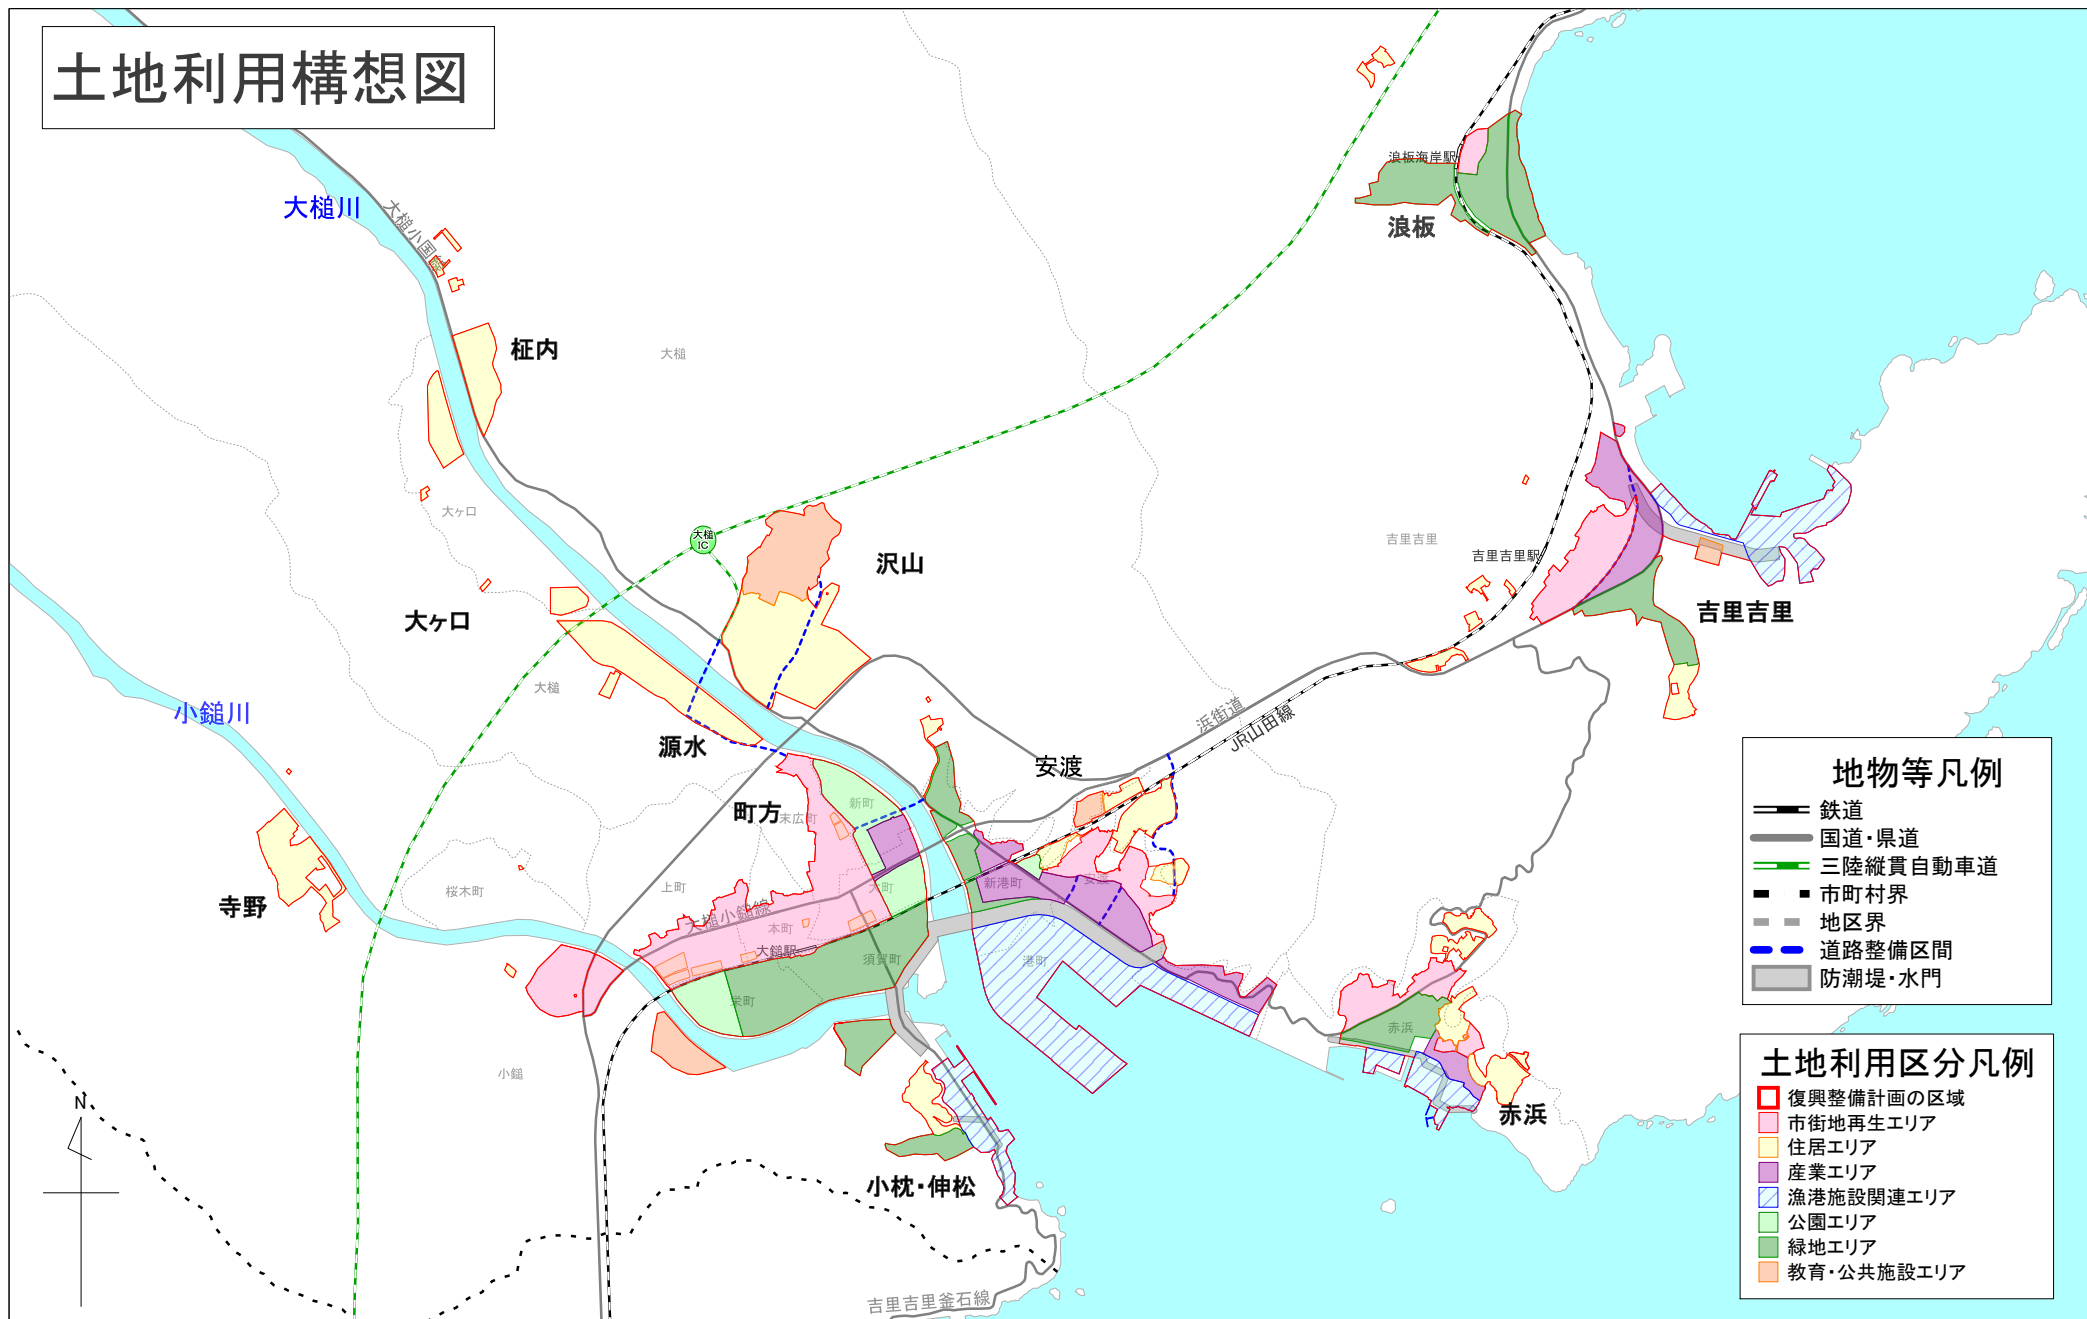 土地利用構想図
浪板海岸駅
浪板
大槌川
大槌小国線
柾内
大槌
大ヶ口
大槌
IC
沢山
吉里吉里
吉里吉里駅
吉里吉里
大ヶ口
大槌
小鎚川
源水
浜街道
JR山田線
安渡
町方
新町
末広町
寺野
桜木町
上町
大町
新港町
安渡
大槌小鎚線
本町
大鎚駅
須賀町
港町
栄町
赤浜
小鎚
赤浜
小枕・伸松
吉里吉里釜石線
N
地物等凡例
鉄道
国道・県道
三陸縦貫自動車道
市町村界
地区界
道路整備区間
防潮堤・水門
土地利用区分凡例
復興整備計画の区域
市街地再生エリア
住居エリア
産業エリア
漁港施設関連エリア
公園エリア
緑地エリア
教育・公共施設エリア